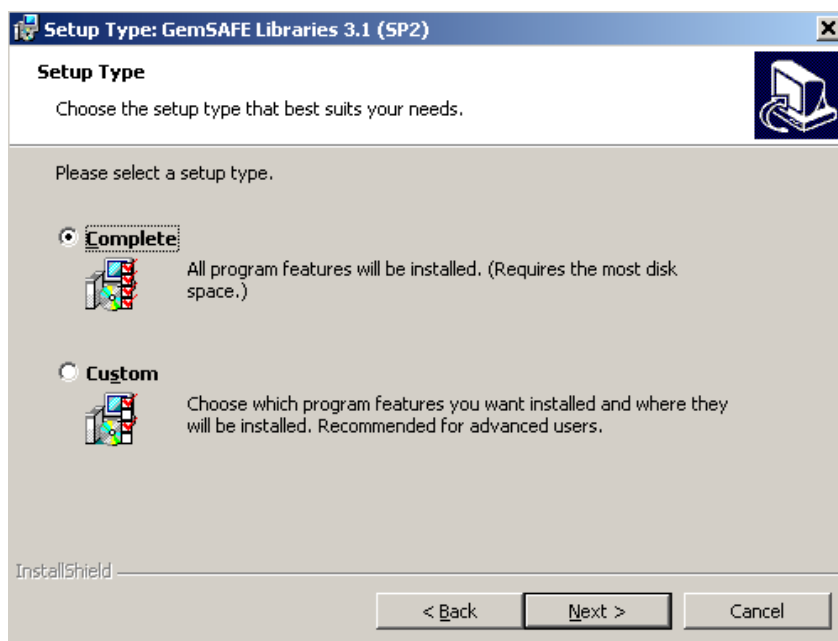 Setup Type: GemSAFE Libraries 3.1 (SP2)
Setup Type
Choose the setup type that best suits your needs.
Please select a setup type.
Complete
All program features will be installed. (Requires the most disk
space.)
Custom
Choose which program features you want installed and where they
will be installed. Recommended for advanced users.
InstallShield
< Back
Next >
Cancel